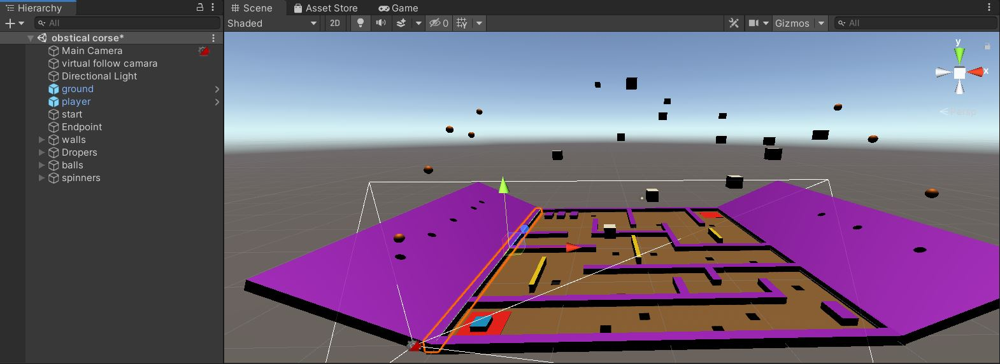 Hierarchy
All
obstical corse*
Main Camera
virtual follow camara
Directional Light
ground
player
start
Endpoint
walls
Dropers
balls
spinners
Scene Asset Store Game
Shaded 2D 0 Gizmos All
y
x
Persp